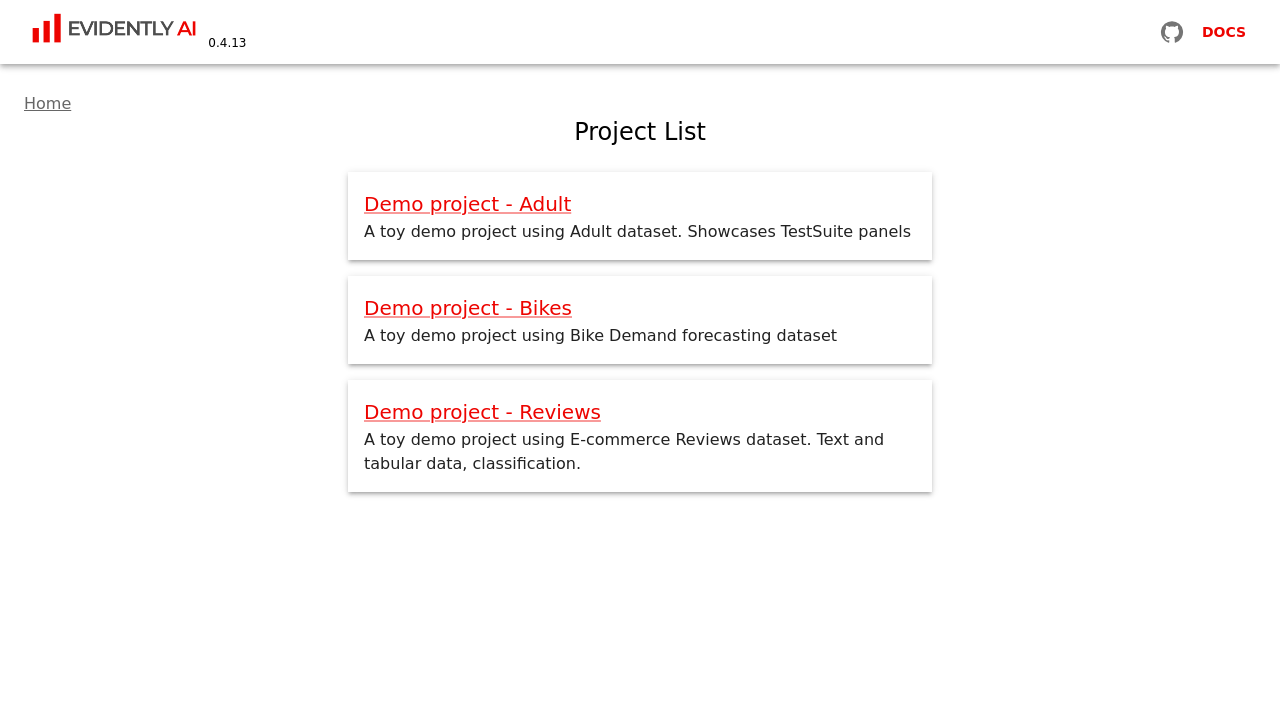 EVIDENTLY AI
0.4.13
DOCS
Home
Project List
Demo project - Adult
A toy demo project using Adult dataset. Showcases TestSuite panels
Demo project - Bikes
A toy demo project using Bike Demand forecasting dataset
Demo project - Reviews
A toy demo project using E-commerce Reviews dataset. Text and
tabular data, classification.